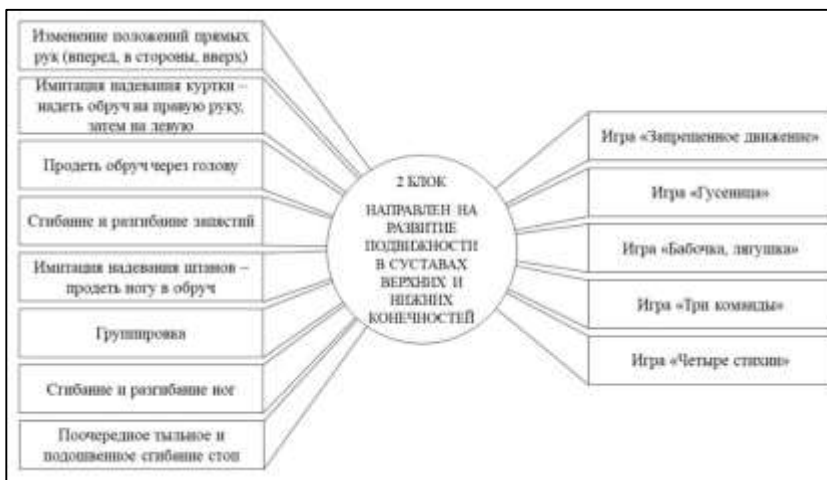 Изменение положений прямых
рук (вперед, в стороны, вверх)
Имитация надевания куртки –
надеть обруч на правую руку,
затем на левую
Продеть обруч через голову
Сгибание и разгибание запястий
Имитация надевания штанов –
продеть ногу в обруч
Группировка
Сгибание и разгибание ног
Поочередное тыльное и
подошвенное сгибание стоп
2 БЛОК
НАПРАВЛЕН НА
РАЗВИТИЕ
ПОДВИЖНОСТИ
В СУСТАВАХ
ВЕРХНИХ И
НИЖНИХ
КОНЕЧНОСТЕЙ
Игра «Запрещенное движение»
Игра «Гусеница»
Игра «Бабочка, лягушка»
Игра «Три команды»
Игра «Четыре стихии»